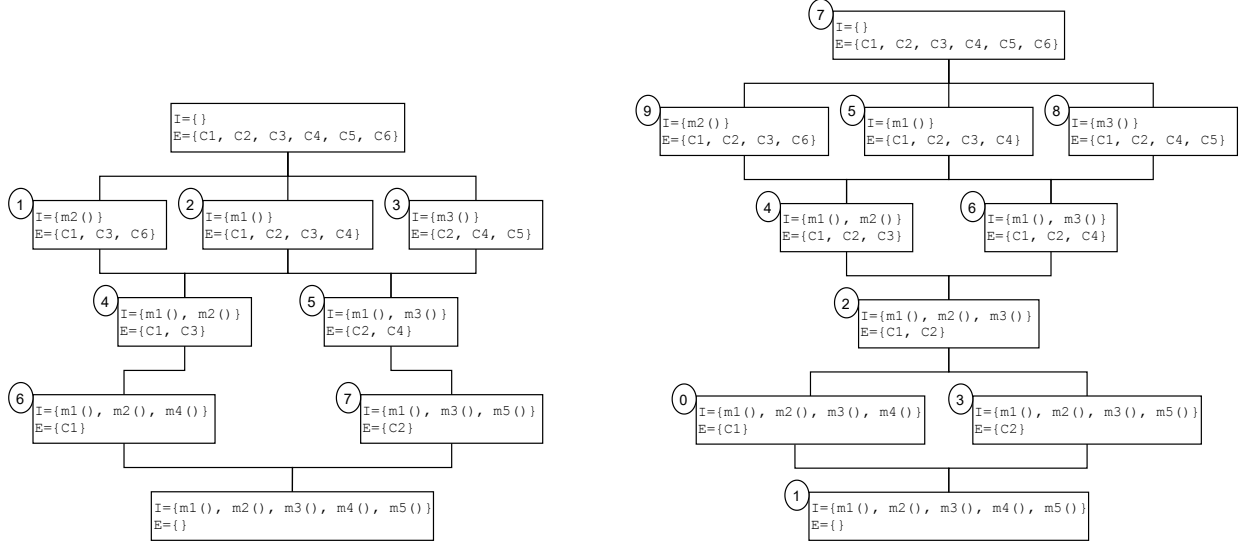 I={}
E={C1, C2, C3, C4, C5, C6}
1
I={m2()}
E={C1, C3, C6}
2
I={m1()}
E={C1, C2, C3, C4}
3
I={m3()}
E={C2, C4, C5}
4
I={m1(), m2()}
E={C1, C3}
5
I={m1(), m3()}
E={C2, C4}
6
I={m1(), m2(), m4()}
E={C1}
7
I={m1(), m3(), m5()}
E={C2}
I={m1(), m2(), m3(), m4(), m5()}
E={}
7
I={}
E={C1, C2, C3, C4, C5, C6}
9
I={m2()}
E={C1, C2, C3, C6}
5
I={m1()}
E={C1, C2, C3, C4}
8
I={m3()}
E={C1, C2, C4, C5}
4
I={m1(), m2()}
E={C1, C2, C3}
6
I={m1(), m3()}
E={C1, C2, C4}
2
I={m1(), m2(), m3()}
E={C1, C2}
0
I={m1(), m2(), m3(), m4()}
E={C1}
3
I={m1(), m2(), m3(), m5()}
E={C2}
1
I={m1(), m2(), m3(), m4(), m5()}
E={}